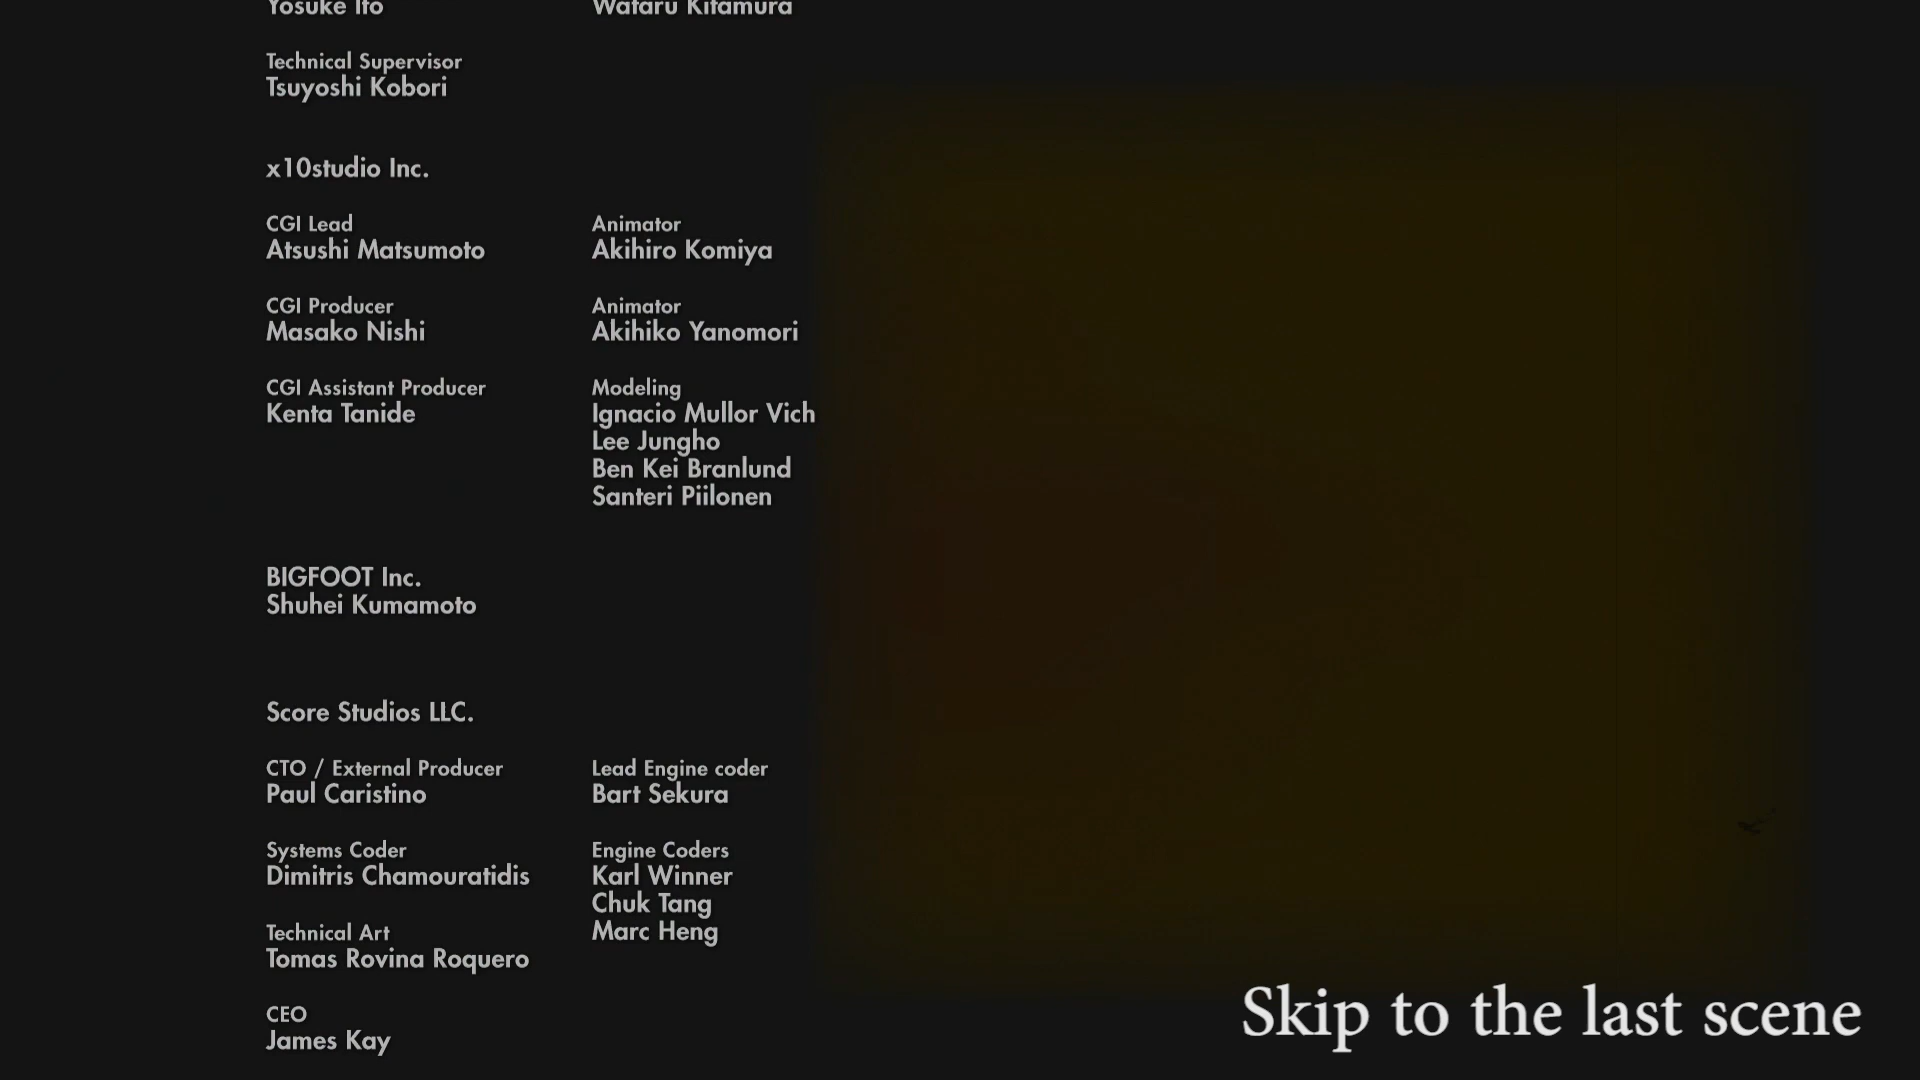 Yosuke Ito
Wataru Kitamura
Technical Supervisor
Tsuyoshi Kobori
x10studio Inc.
CGI Lead
Atsushi Matsumoto
CGI Producer
Masako Nishi
CGI Assistant Producer
Kenta Tanide
Animator
Akihiro Komiya
Animator
Akihiko Yanomori
Modeling
Ignacio Mullor Vich
Lee Jungho
Ben Kei Branlund
Santeri Piilonen
BIGFOOT Inc.
Shuhei Kumamoto
Score Studios LLC.
CTO / External Producer
Paul Caristino
Systems Coder
Dimitris Chamouratidis
Technical Art
Tomas Rovina Roquero
CEO
James Kay
Lead Engine coder
Bart Sekura
Engine Coders
Karl Winner
Chuk Tang
Marc Heng
Skip to the last scene